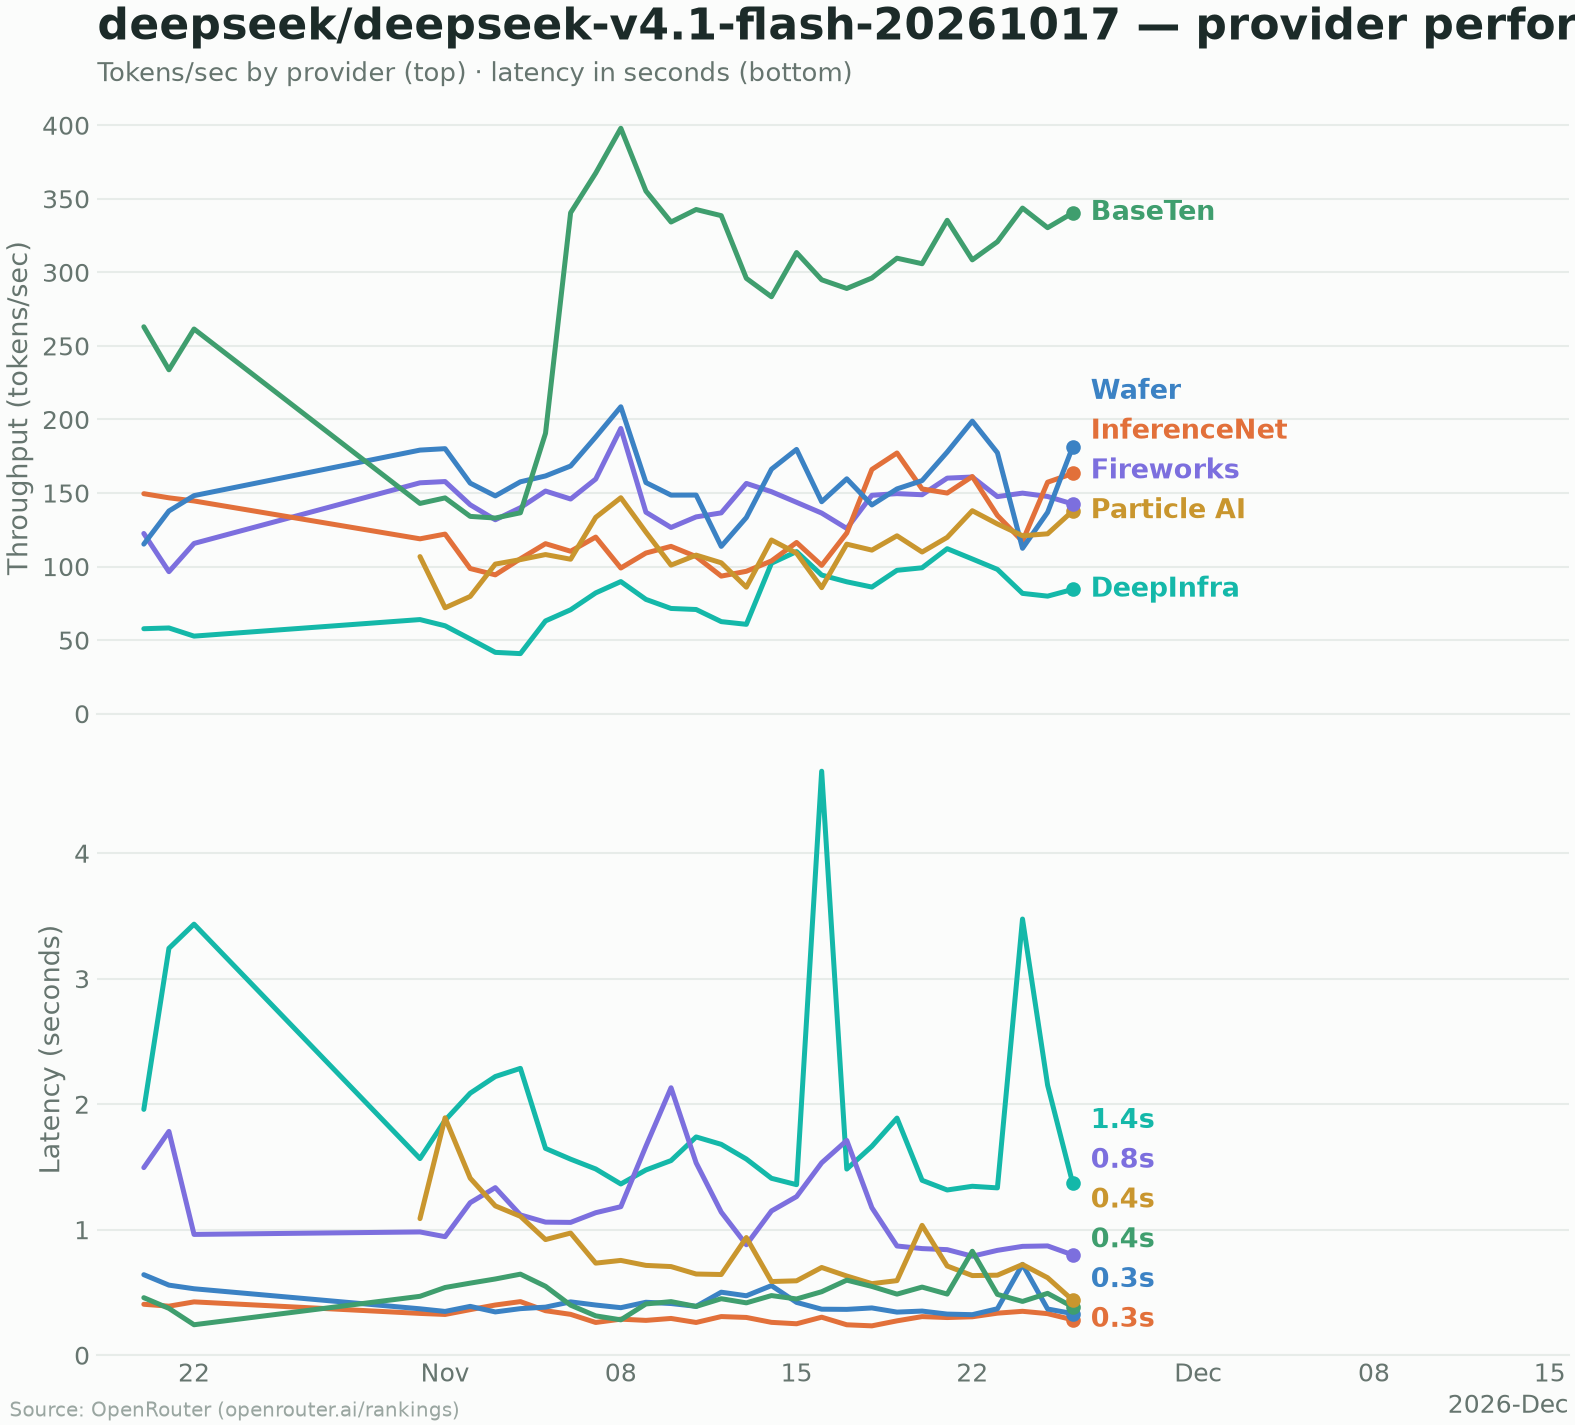 deepseek/deepseek-v4.1-flash-20261017 — provider perfor
Tokens/sec by provider (top) · latency in seconds (bottom)
Throughput (tokens/sec)
400
350
300
250
200
150
100
50
0
BaseTen
Wafer
InferenceNet
Fireworks
Particle AI
DeepInfra
Latency (seconds)
4
3
2
1
0
1.4s
0.8s
0.4s
0.4s
0.3s
0.3s
22 Nov 08 15 22 Dec 08 15
2026-Dec
Source: OpenRouter (openrouter.ai/rankings)